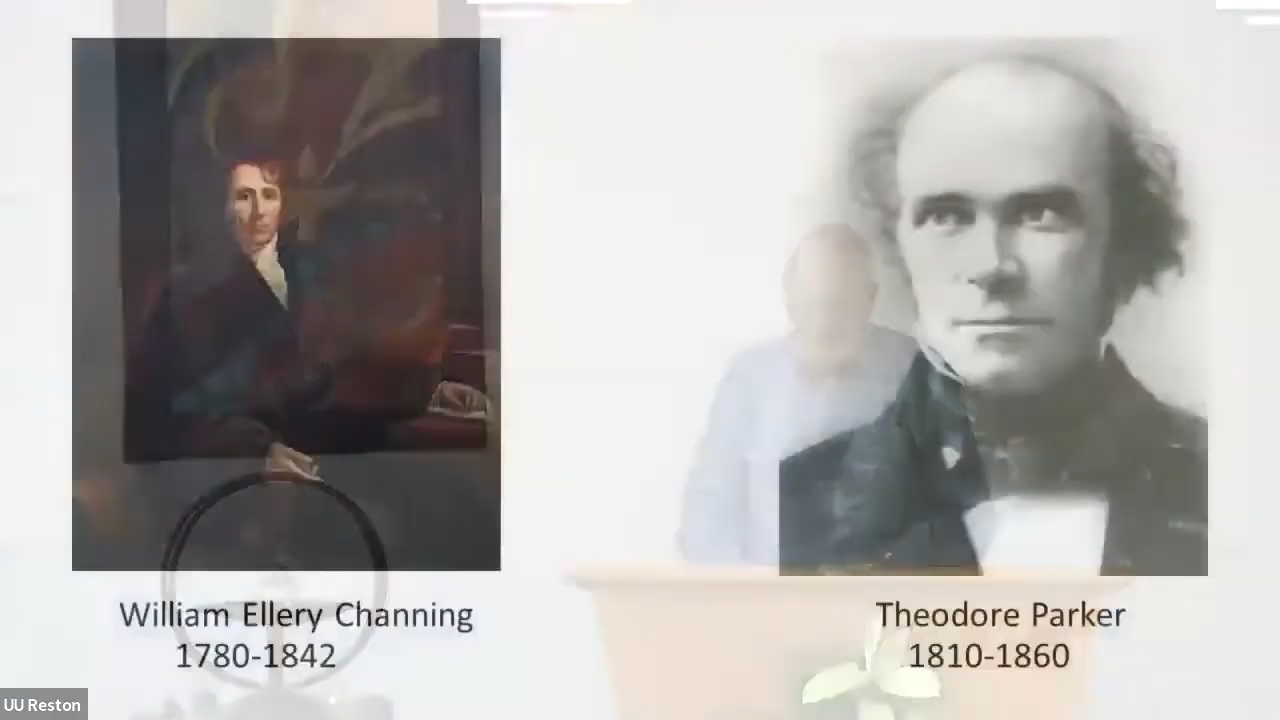 William Ellery Channing
1780-1842
Theodore Parker
1810-1860
UU Reston